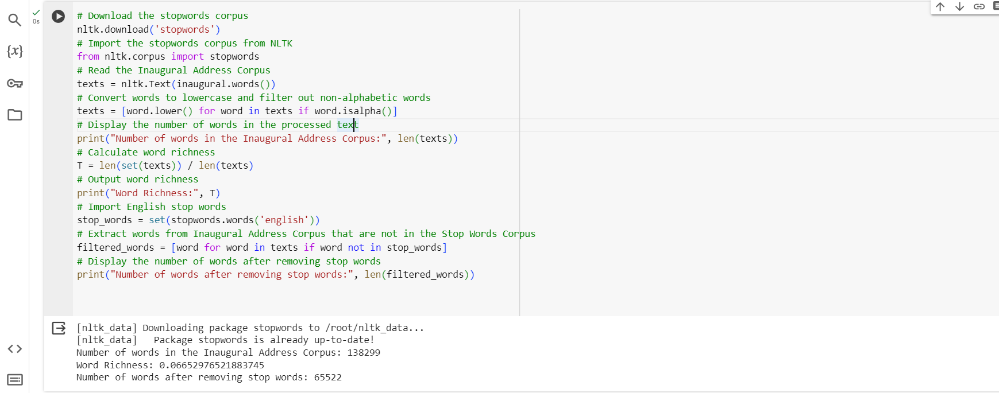 0s
# Download the stopwords corpus
nltk.download('stopwords')
# Import the stopwords corpus from NLTK
from nltk.corpus import stopwords
# Read the Inaugural Address Corpus
texts = nltk.Text(inaugural.words())
# Convert words to lowercase and filter out non-alphabetic words
texts = [word.lower() for word in texts if word.isalpha()]
# Display the number of words in the processed text
print("Number of words in the Inaugural Address Corpus:", len(texts))
# Calculate word richness
T = len(set(texts)) / len(texts)
# Output word richness
print("Word Richness:", T)
# Import English stop words
stop_words = set(stopwords.words('english'))
# Extract words from Inaugural Address Corpus that are not in the Stop Words Corpus
filtered_words = [word for word in texts if word not in stop_words]
# Display the number of words after removing stop words
print("Number of words after removing stop words:", len(filtered_words))
[nltk_data] Downloading package stopwords to /root/nltk_data...
[nltk_data]   Package stopwords is already up-to-date!
Number of words in the Inaugural Address Corpus: 138299
Word Richness: 0.06652976521883745
Number of words after removing stop words: 65522